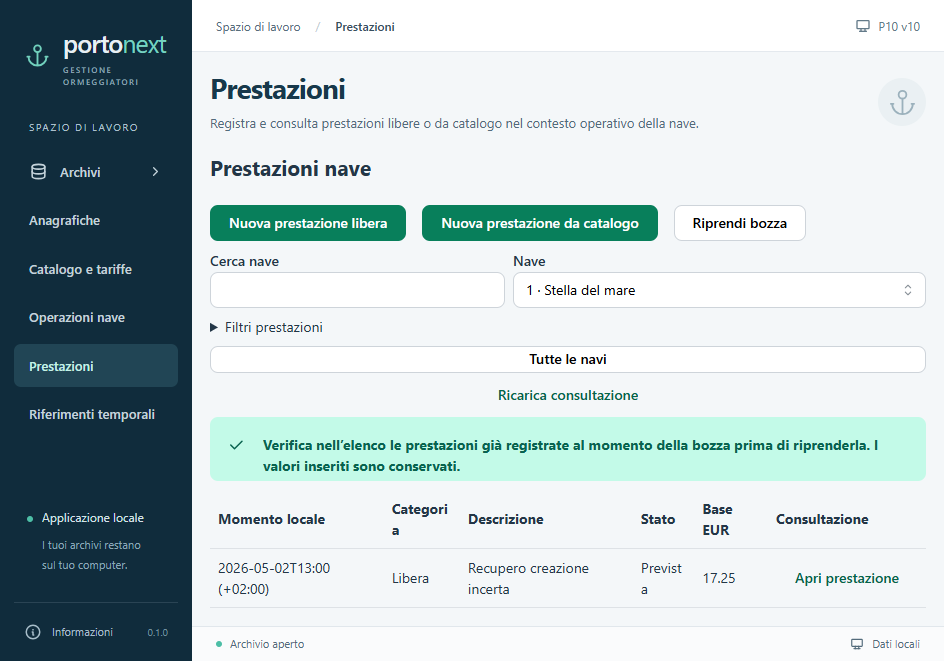 portonext
GESTIONE
ORMEGGIATORI
SPAZIO DI LAVORO
Archivi
Anagrafiche
Catalogo e tariffe
Operazioni nave
Prestazioni
Riferimenti temporali
Applicazione locale
I tuoi archivi restano
sul tuo computer.
Informazioni 0.1.0
Spazio di lavoro / Prestazioni
P10 v10
Prestazioni
Registra e consulta prestazioni libere o da catalogo nel contesto operativo della nave.
Prestazioni nave
Nuova prestazione libera
Nuova prestazione da catalogo
Riprendi bozza
Cerca nave
Nave
1 · Stella del mare
Filtri prestazioni
Tutte le navi
Ricarica consultazione
Verifica nell’elenco le prestazioni già registrate al momento della bozza prima di riprenderla. I
valori inseriti sono conservati.
Momento locale
Categori
a
Descrizione
Stato
Base
EUR
Consultazione
2026-05-02T13:00
(+02:00)
Libera
Recupero creazione
incerta
Previst
a
17.25
Apri prestazione
Archivio aperto
Dati locali